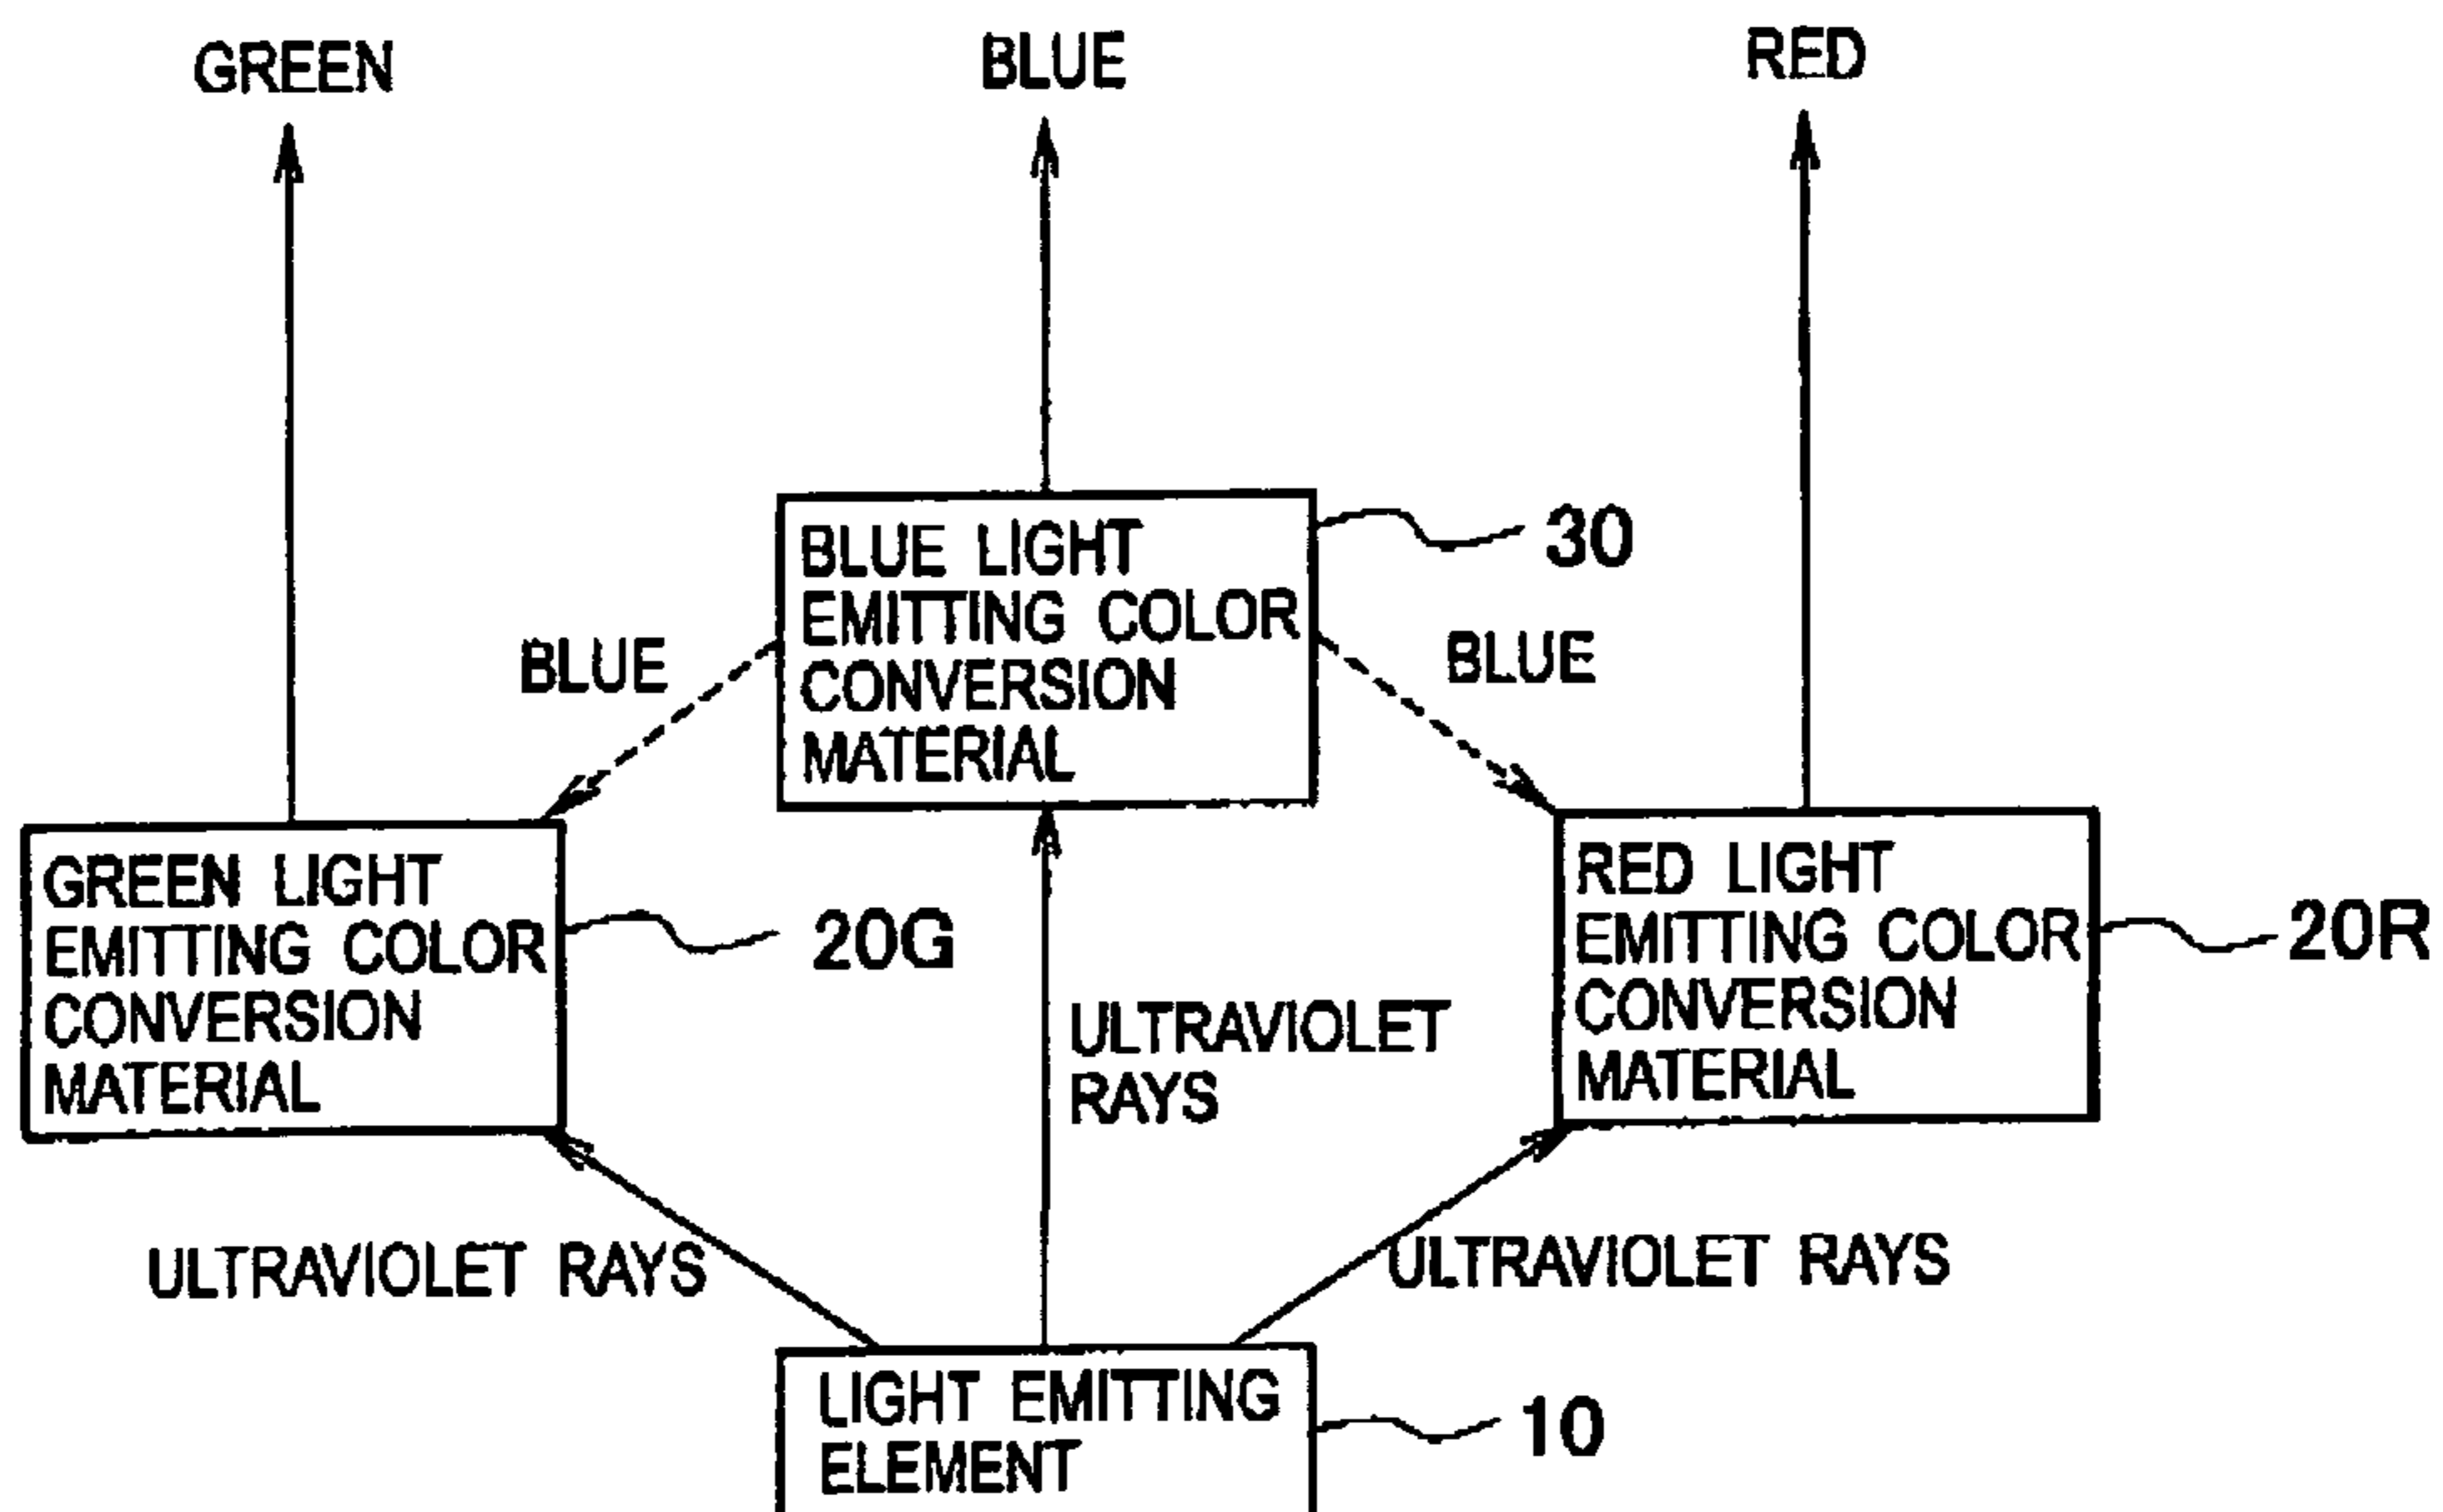 GREEN
BLUE
RED
BLUE LIGHT
EMITTING COLOR
CONVERSION
MATERIAL
30
BLUE
BLUE
GREEN LIGHT
EMITTING COLOR
CONVERSION
MATERIAL
20G
RED LIGHT
EMITTING COLOR
CONVERSION
MATERIAL
20R
ULTRAVIOLET
RAYS
ULTRAVIOLET RAYS
ULTRAVIOLET RAYS
LIGHT EMITTING
ELEMENT
10